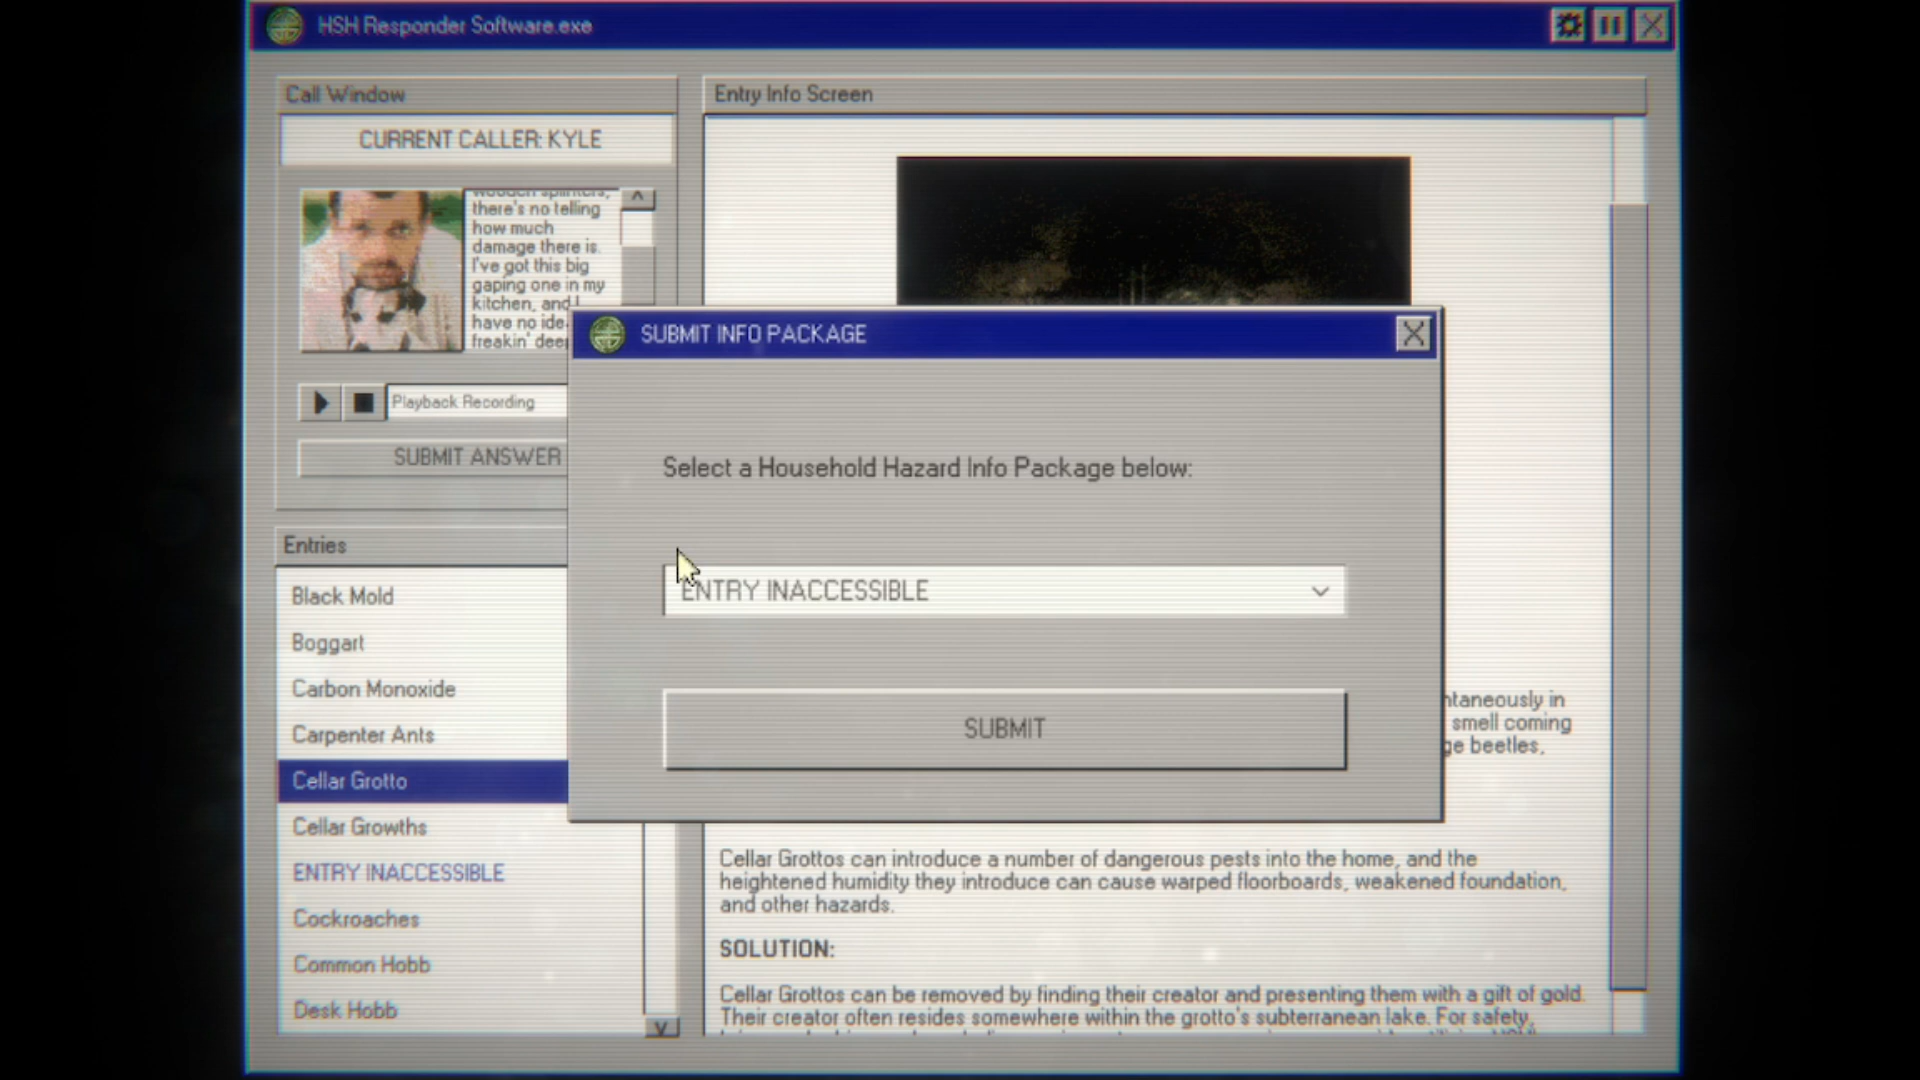 HSH Responder Software.exe
Call Window
CURRENT CALLER: KYLE
wooden splinters,
there's no telling
how much
damage there is.
I've got this big
gaping one in my
kitchen, and I
have no
freakin'
Playback Recording
SUBMIT ANSWER
Entries
Black Mold
Boggart
Carbon Monoxide
Carpenter Ants
Cellar Grotto
Cellar Growths
ENTRY INACCESSIBLE
Cockroaches
Common Hobb
Desk Hobb
Entry Info Screen
SUBMIT INFO PACKAGE
Select a Household Hazard Info Package below:
ENTRY INACCESSIBLE
SUBMIT
smell coming
beetles,
Cellar Grottos can introduce a number of dangerous pests into the home, and the
heightened humidity they introduce can cause warped floorboards, weakened foundation,
and other hazards.
SOLUTION:
Cellar Grottos can be removed by finding their creator and presenting them with a gift of gold.
Their creator often resides somewhere within the grotto's subterranean lake. For safety,